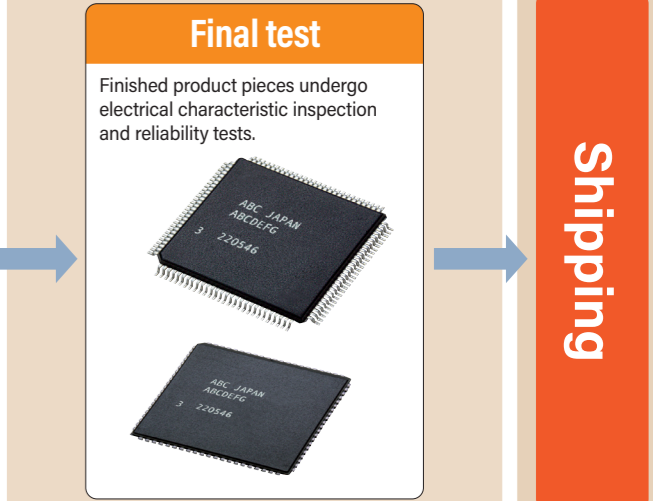 Final test
Finished product pieces undergo
electrical characteristic inspection
and reliability tests.
ABC JAPAN
ABCDEFG
3 220546
ABC JAPAN
ABCDEFG
3 220546
Shipping